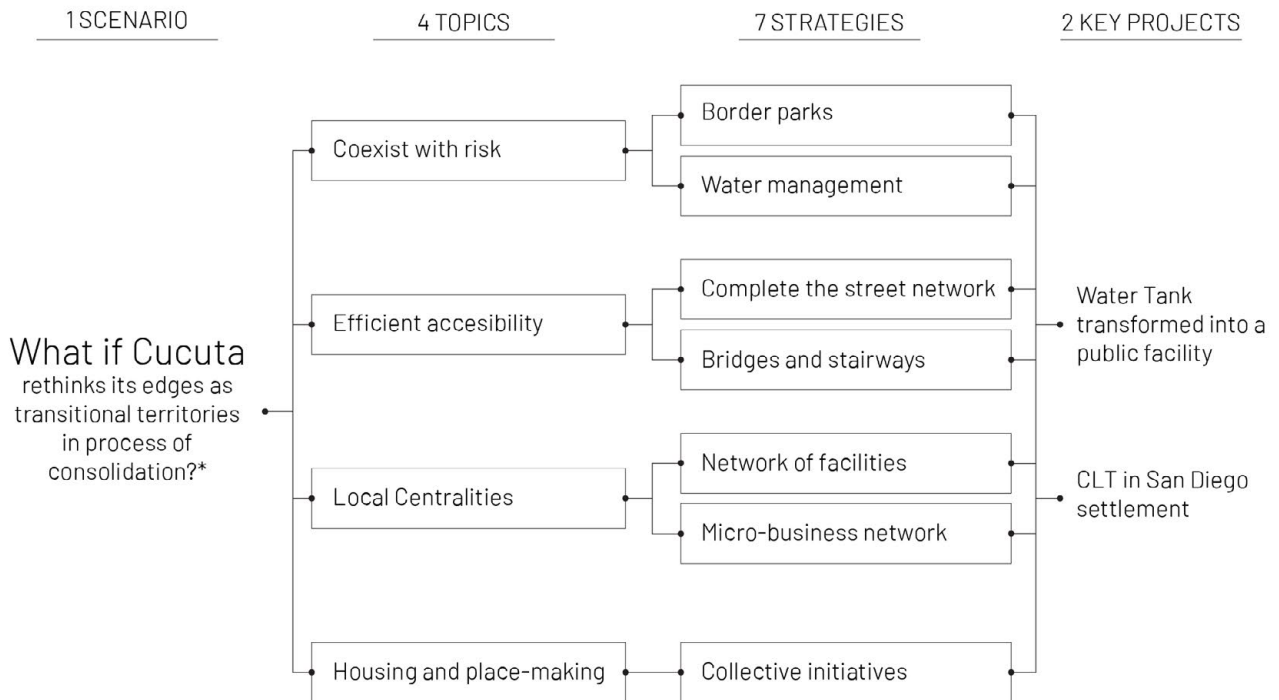 1 SCENARIO
4 TOPICS
7 STRATEGIES
2 KEY PROJECTS
What if Cucuta
rethinks its edges as
transitional territories
in process of
consolidation?*
Coexist with risk
Efficient accesibility
Local Centralities
Housing and place-making
Border parks
Water management
Complete the street network
Bridges and stairways
Network of facilities
Micro-business network
Collective initiatives
Water Tank
transformed into a
public facility
CLT in San Diego
settlement